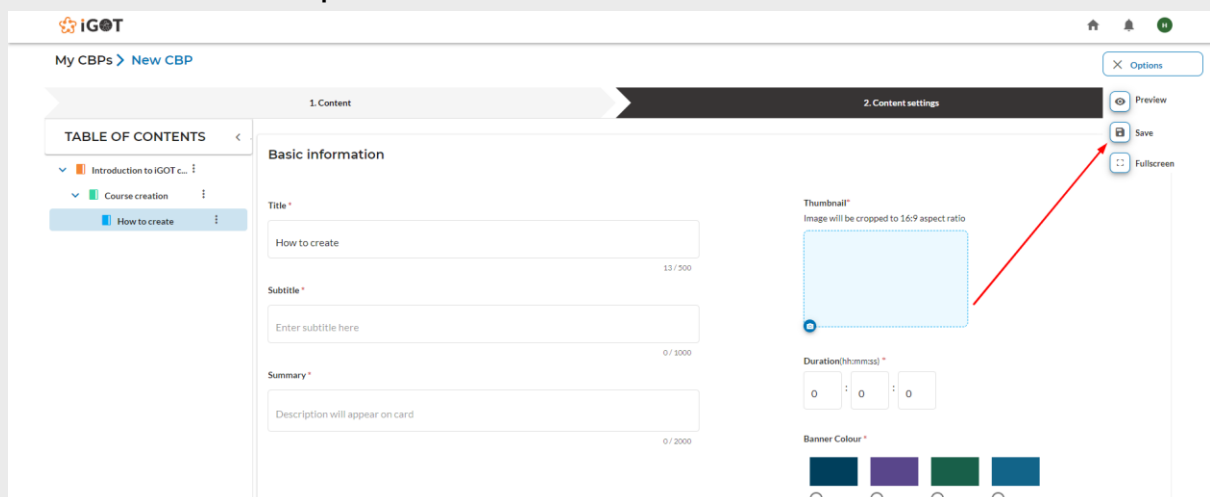 iGOT
H
My CBPs > New CBP
Options
1. Content
2. Content settings
Preview
Save
Fullscreen
TABLE OF CONTENTS <
Introduction to iGOT c...
Course creation
How to create
Basic information
Title *
How to create
13 / 500
Subtitle *
Enter subtitle here
0 / 1000
Summary *
Description will appear on card
0 / 2000
Thumbnail*
Image will be cropped to 16:9 aspect ratio
Duration(hh:mm:ss) *
0 : 0 : 0
Banner Colour *